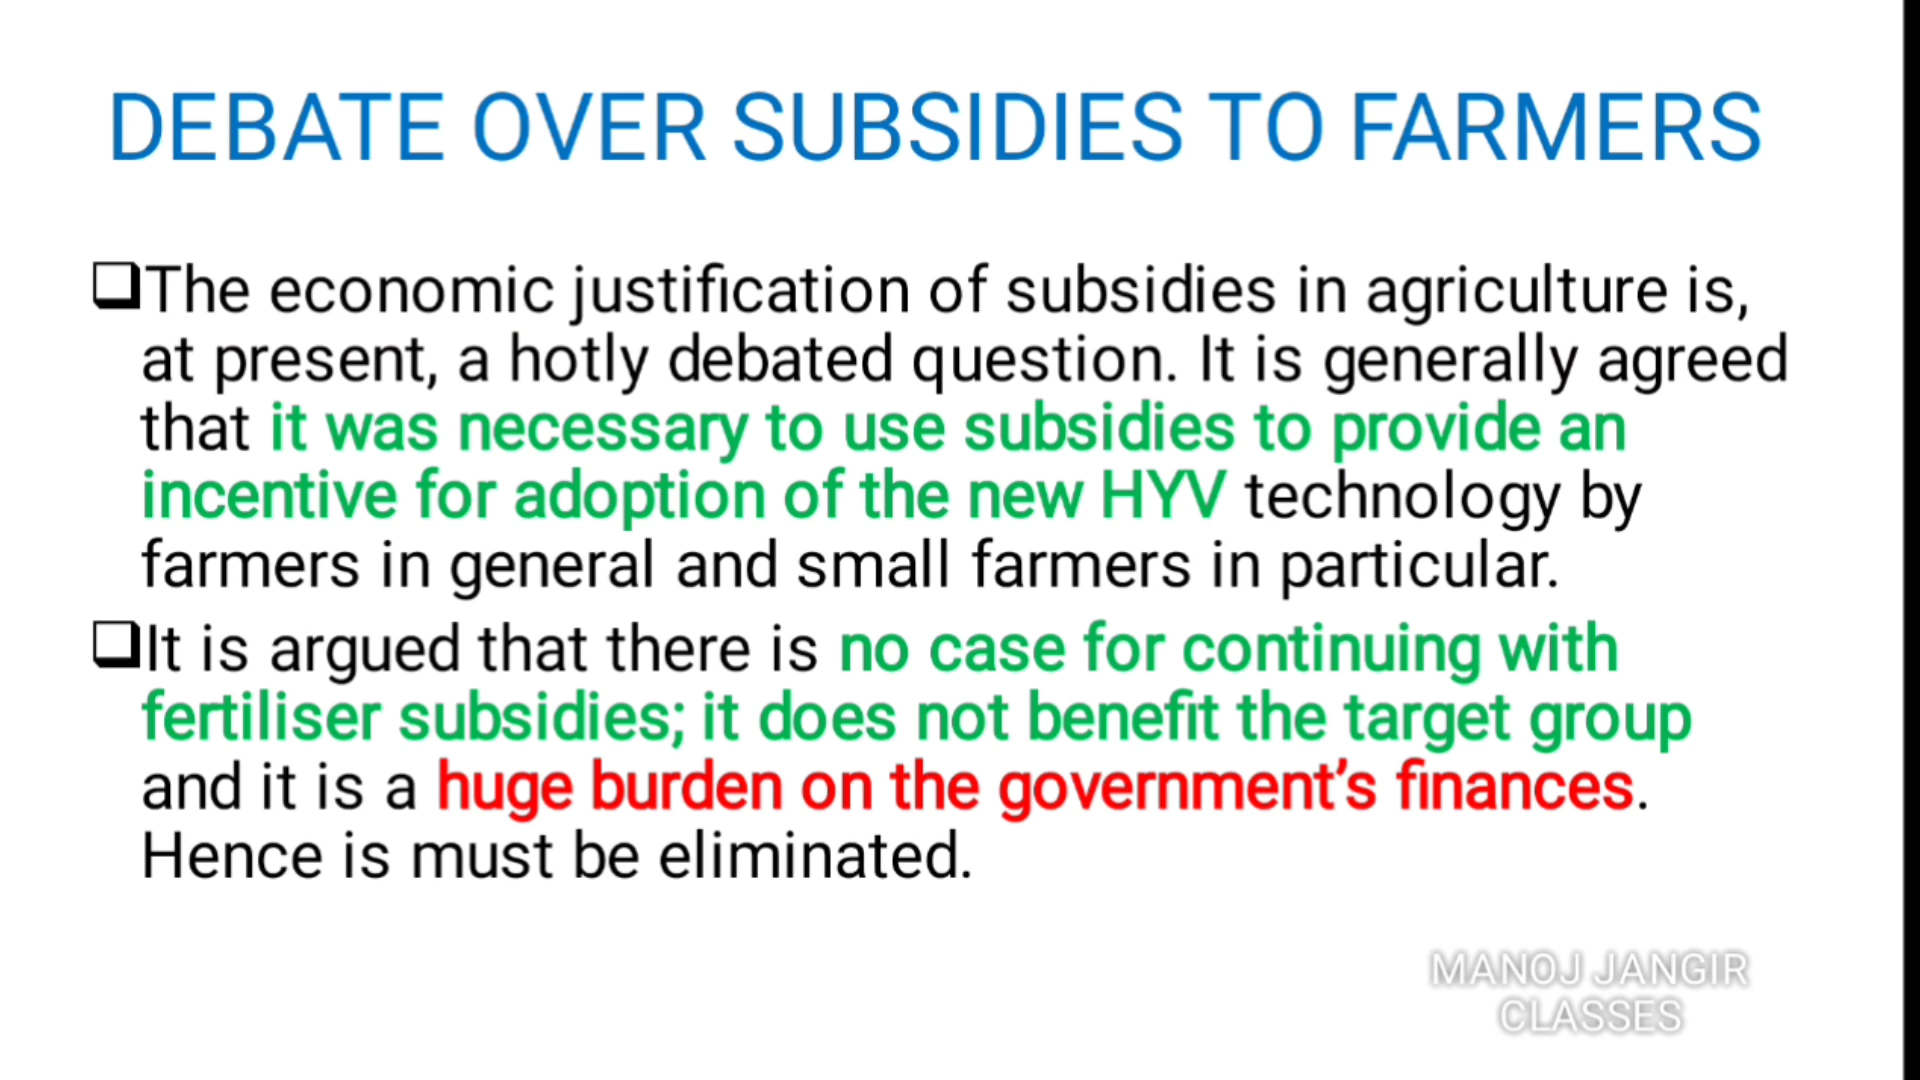 DEBATE OVER SUBSIDIES TO FARMERS
❑The economic justification of subsidies in agriculture is,
at present, a hotly debated question. It is generally agreed
that it was necessary to use subsidies to provide an
incentive for adoption of the new HYV technology by
farmers in general and small farmers in particular.
❑It is argued that there is no case for continuing with
fertiliser subsidies; it does not benefit the target group
and it is a huge burden on the government’s finances.
Hence is must be eliminated.
MANOJ JANGIR
CLASSES